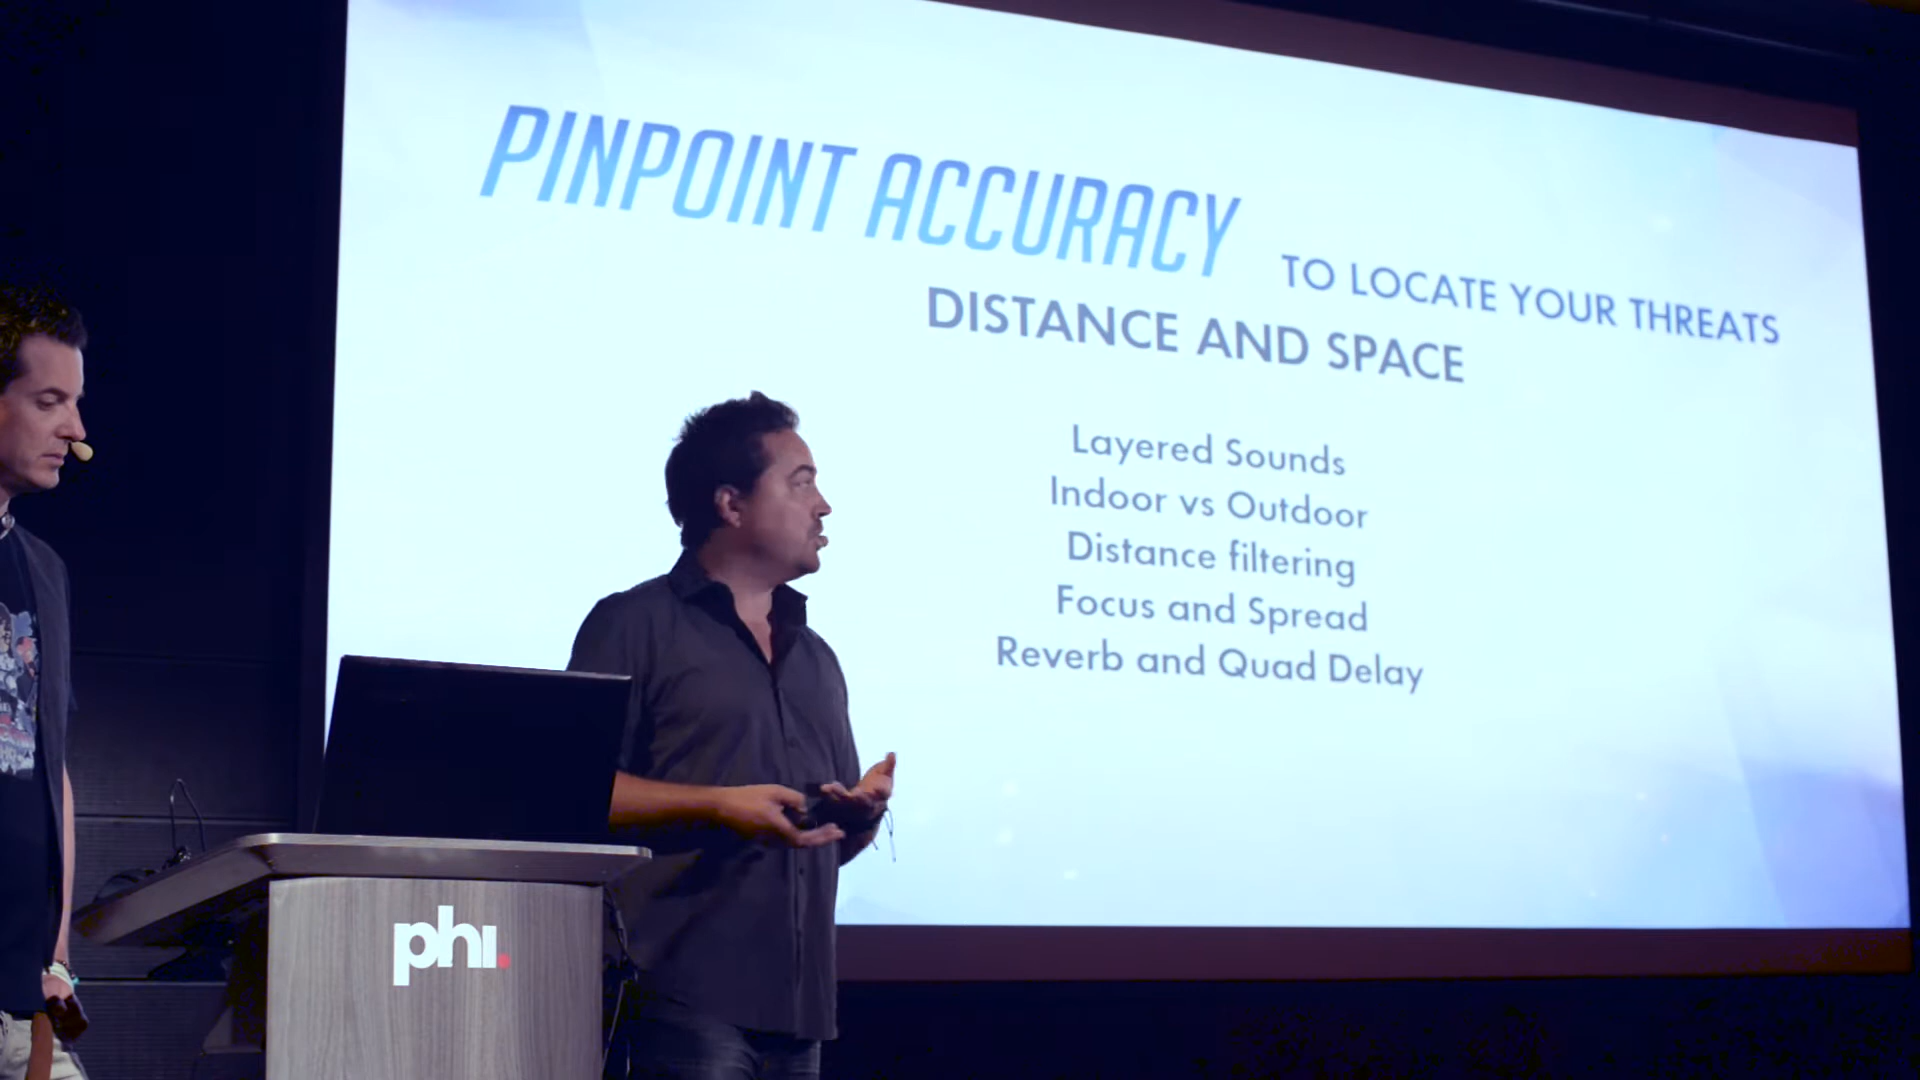 PINPOINT ACCURACY TO LOCATE YOUR THREATS
DISTANCE AND SPACE
Layered Sounds
Indoor vs Outdoor
Distance filtering
Focus and Spread
Reverb and Quad Delay
phi.